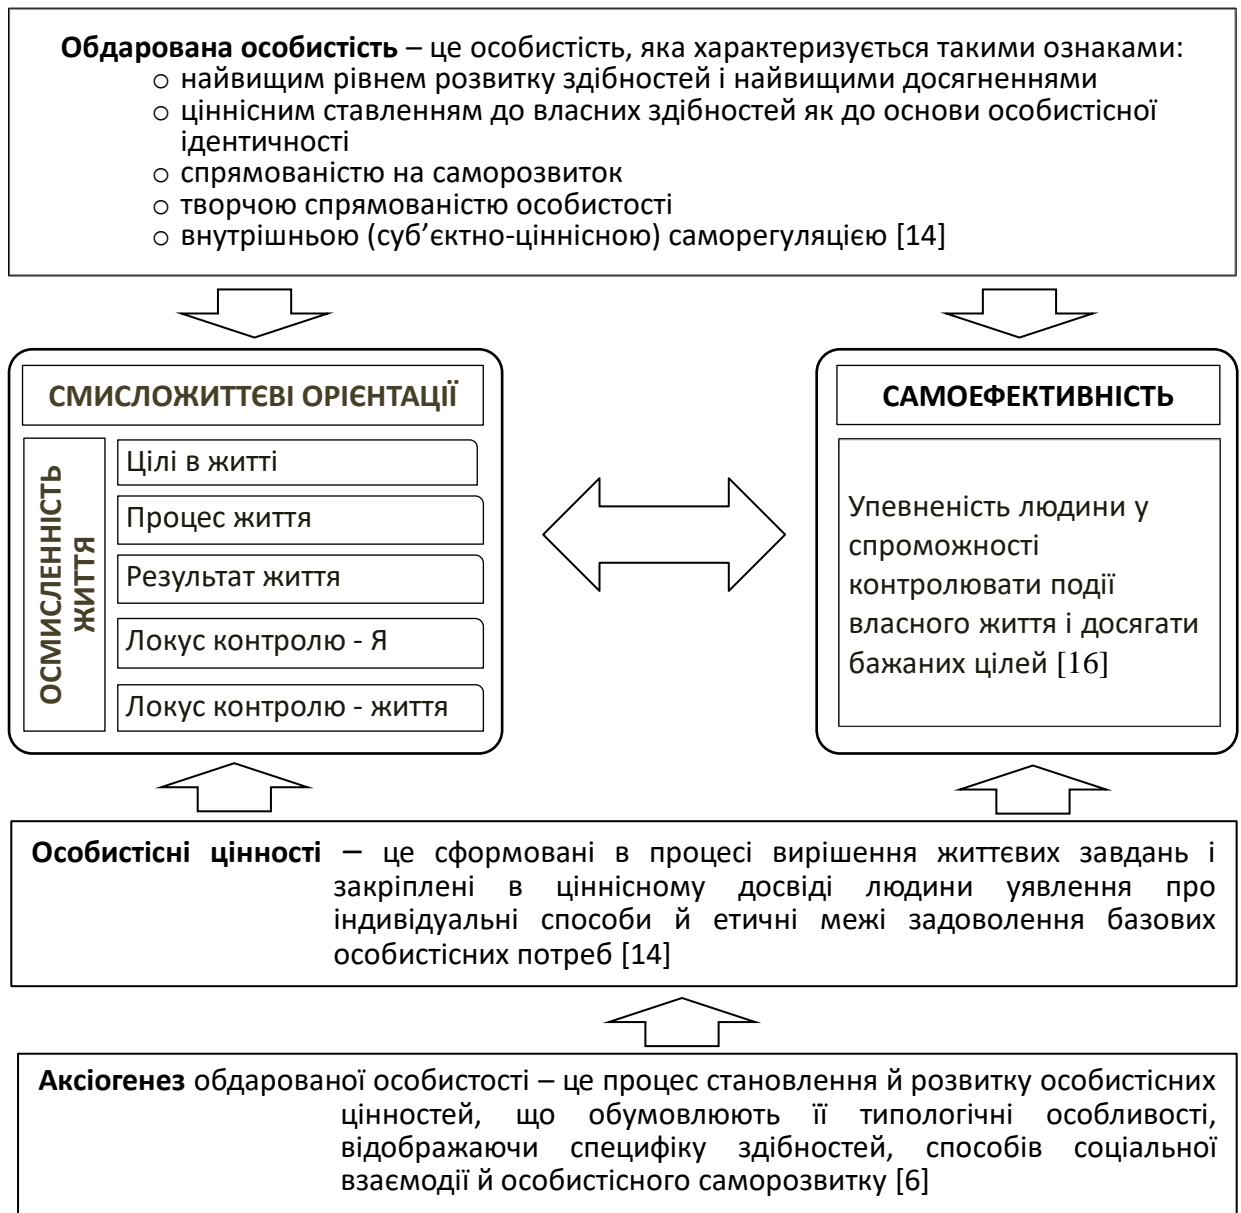 Обдарована особистість – це особистість, яка характеризується такими ознаками:
○ найвищим рівнем розвитку здібностей і найвищими досягненнями
○ ціннісним ставленням до власних здібностей як до основи особистісної
ідентичності
○ спрямованістю на саморозвиток
○ творчою спрямованістю особистості
○ внутрішньою (суб’єктно-ціннісною) саморегуляцією [14]
СМИСЛОЖИТТЄВІ ОРІЄНТАЦІЇ
ОСМИСЛЕННІСТЬ
ЖИТТЯ
Цілі в житті
Процес життя
Результат життя
Локус контролю - Я
Локус контролю - життя
САМОЕФЕКТИВНІСТЬ
Упевненість людини у
спроможності
контролювати події
власного життя і досягати
бажаних цілей [16]
Особистісні цінності – це сформовані в процесі вирішення життєвих завдань і
закріплені в ціннісному досвіді людини уявлення про
індивідуальні способи й етичні межі задоволення базових
особистісних потреб [14]
Аксіогенез обдарованої особистості – це процес становлення й розвитку особистісних
цінностей, що обумовлюють її типологічні особливості,
відображаючи специфіку здібностей, способів соціальної
взаємодії й особистісного саморозвитку [6]